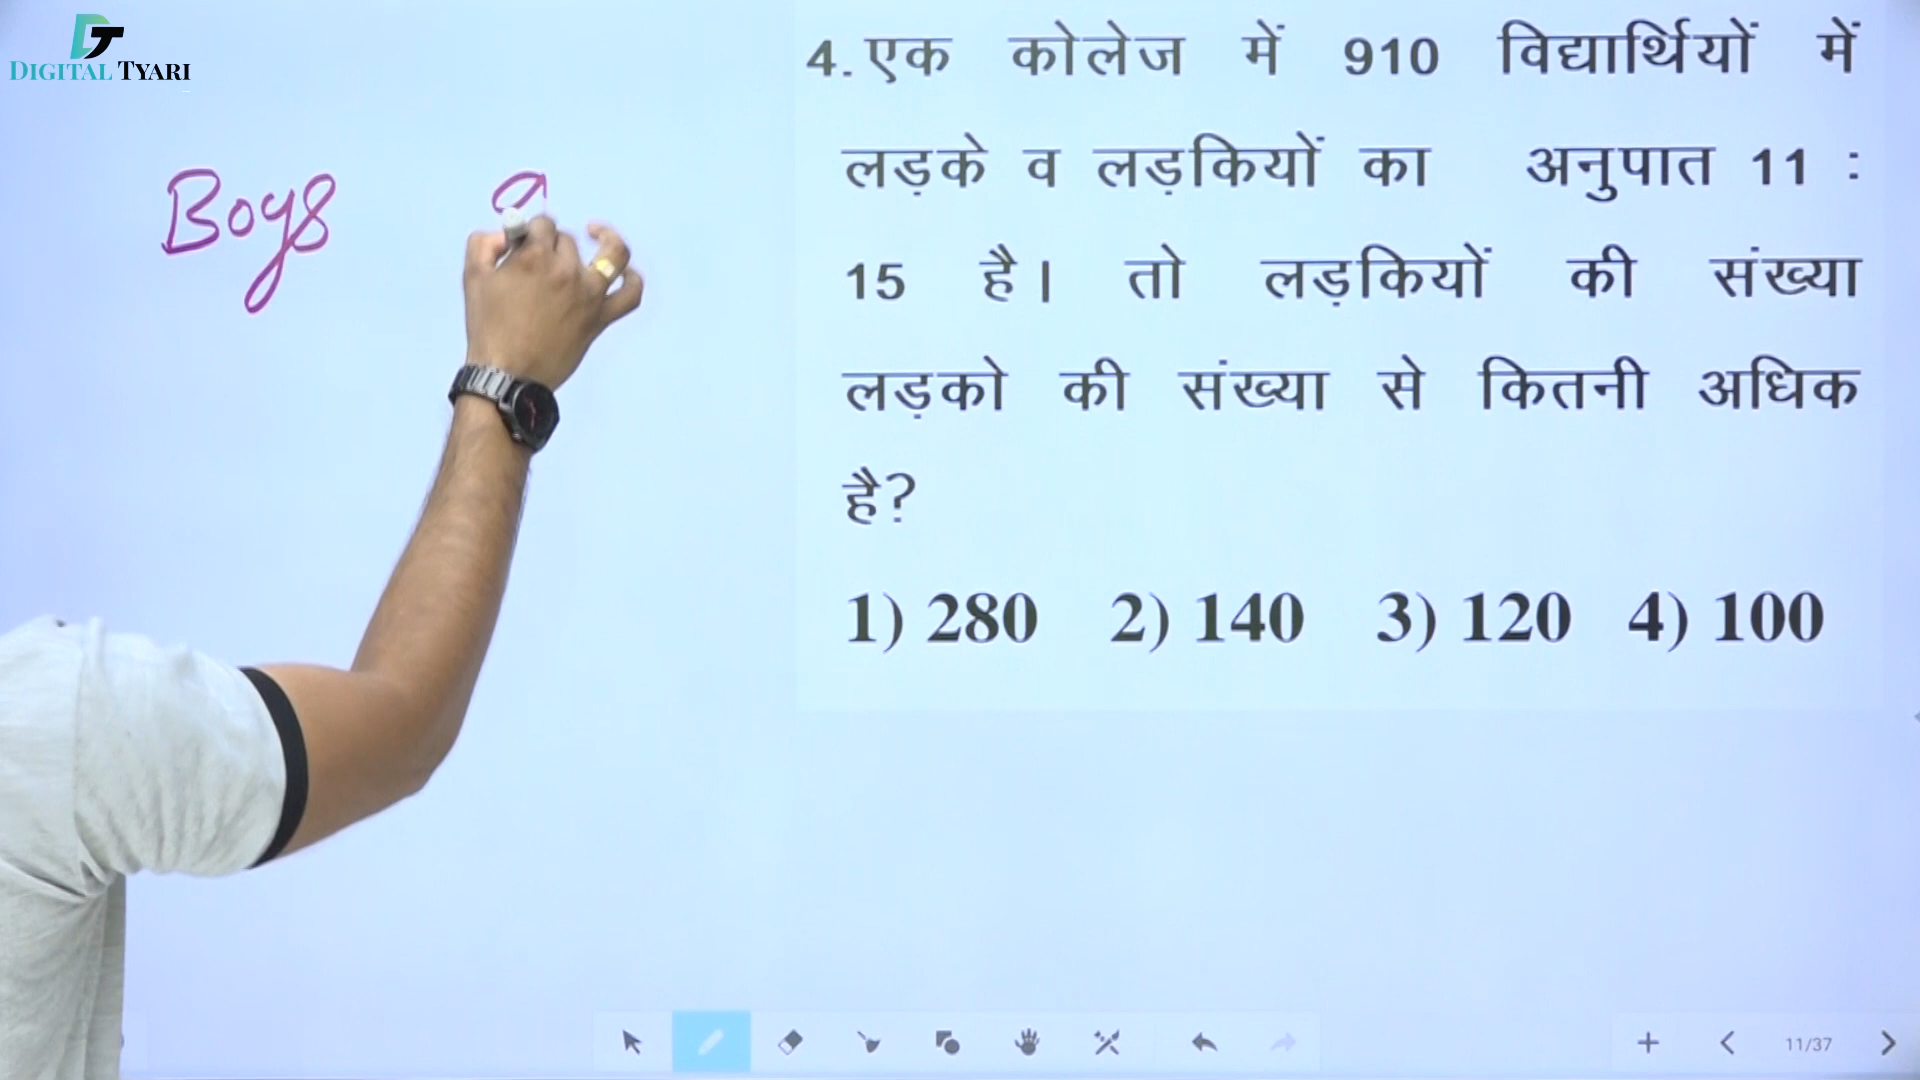 DIGITAL TYARI
Boys
4. एक कोलेज में 910 विद्यार्थियों में
लड़के व लड़कियों का अनुपात 11 :
15 है। तो लड़कियों की संख्या
लड़को की संख्या से कितनी अधिक
है?
1) 280 2) 140 3) 120 4) 100
11/37